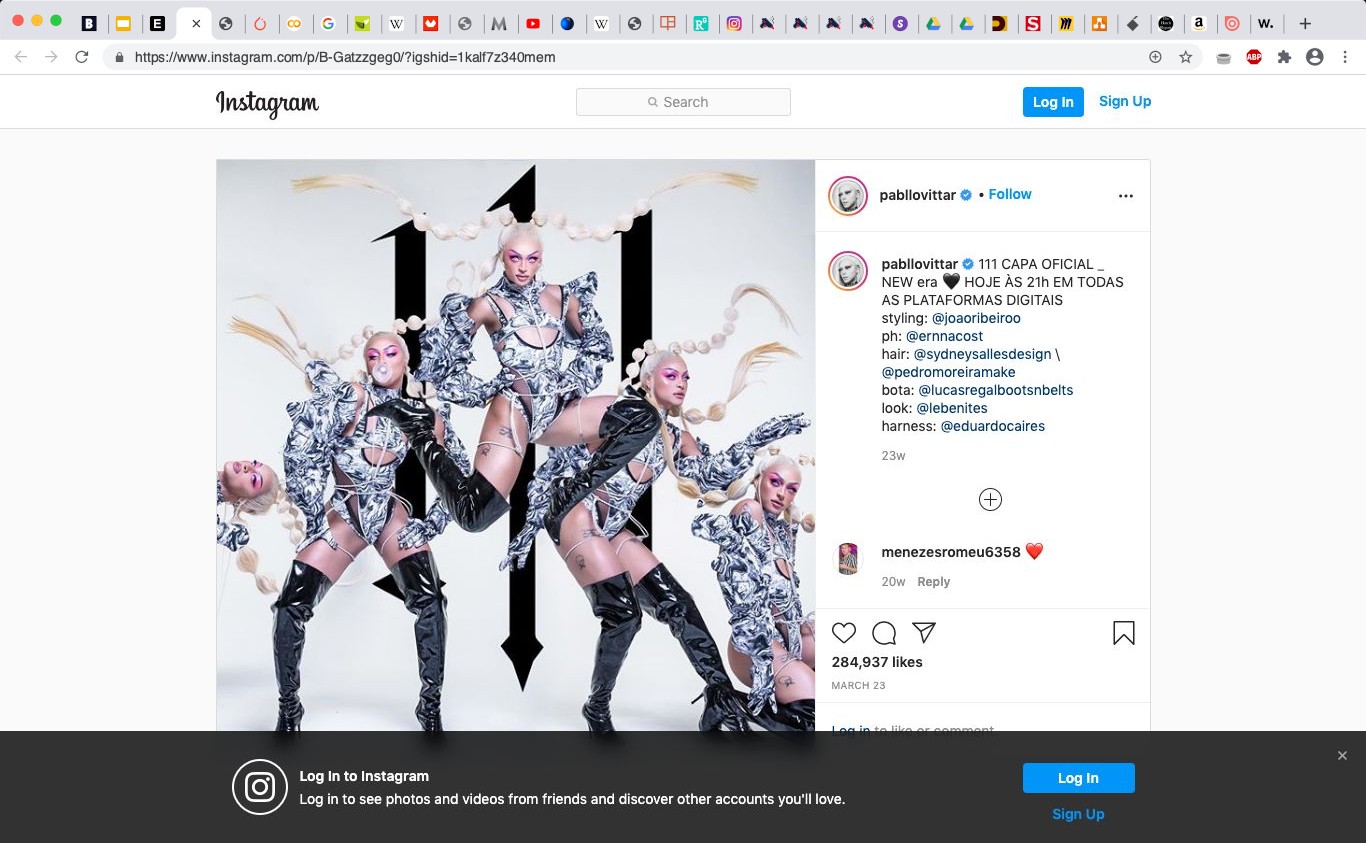 https://www.instagram.com/p/B-Gatzzgeg0/?igshid=1kalf7z340mem
Instagram
Search
Log In
Sign Up
pabllovittar • Follow
pabllovittar 111 CAPA OFICIAL _
NEW era 🖤 HOJE ÀS 21h EM TODAS
AS PLATAFORMAS DIGITAIS
styling: @joaoribeiroo
ph: @ernnacost
hair: @sydneysallesdesign \
@pedromoreiramake
bota: @lucasregalbootsnbelts
look: @lebenites
harness: @eduardocaires
23w
menezesromeu6358 ❤️
20w Reply
284,937 likes
MARCH 23
Log in to like or comment.
Log In to Instagram
Log in to see photos and videos from friends and discover other accounts you'll love.
Log In
Sign Up